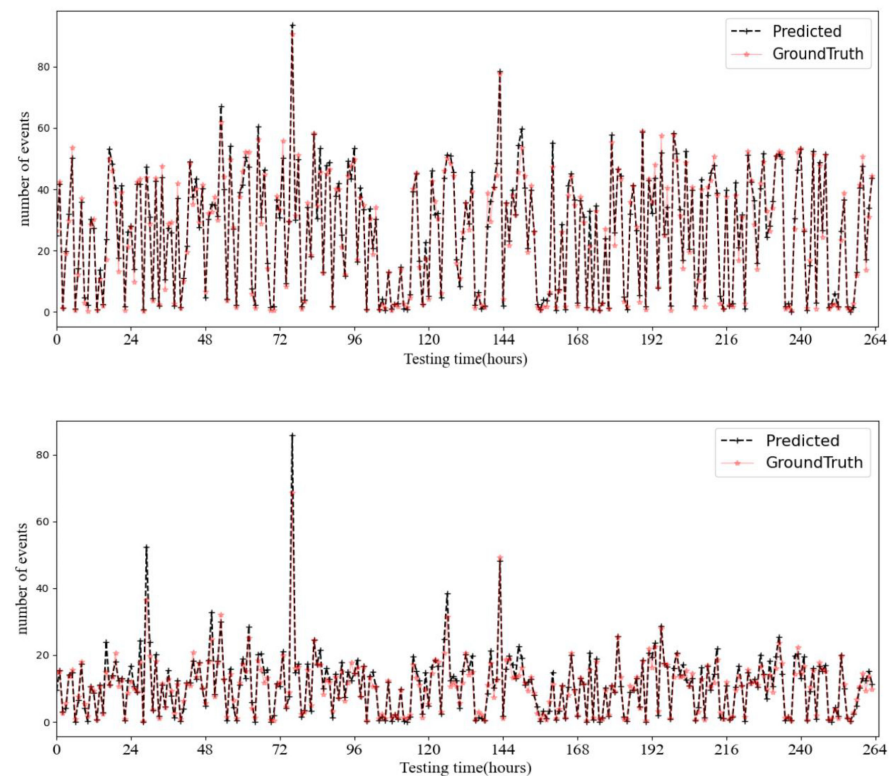 Predicted
GroundTruth
number of events
80
60
40
20
0
0 24 48 72 96 120 144 168 192 216 240 264
Testing time(hours)
Predicted
GroundTruth
number of events
80
60
40
20
0
0 24 48 72 96 120 144 168 192 216 240 264
Testing time(hours)